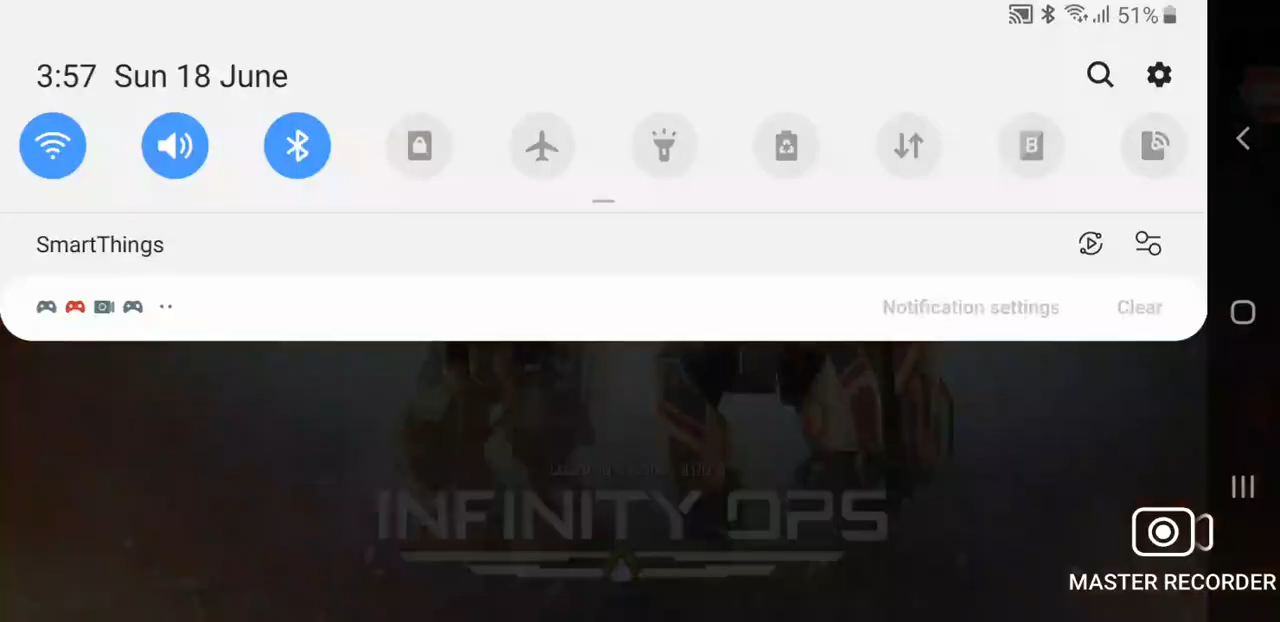 51%
3:57 Sun 18 June
B
SmartThings
Notification settings Clear
INFINITY OPS
MASTER RECORDER